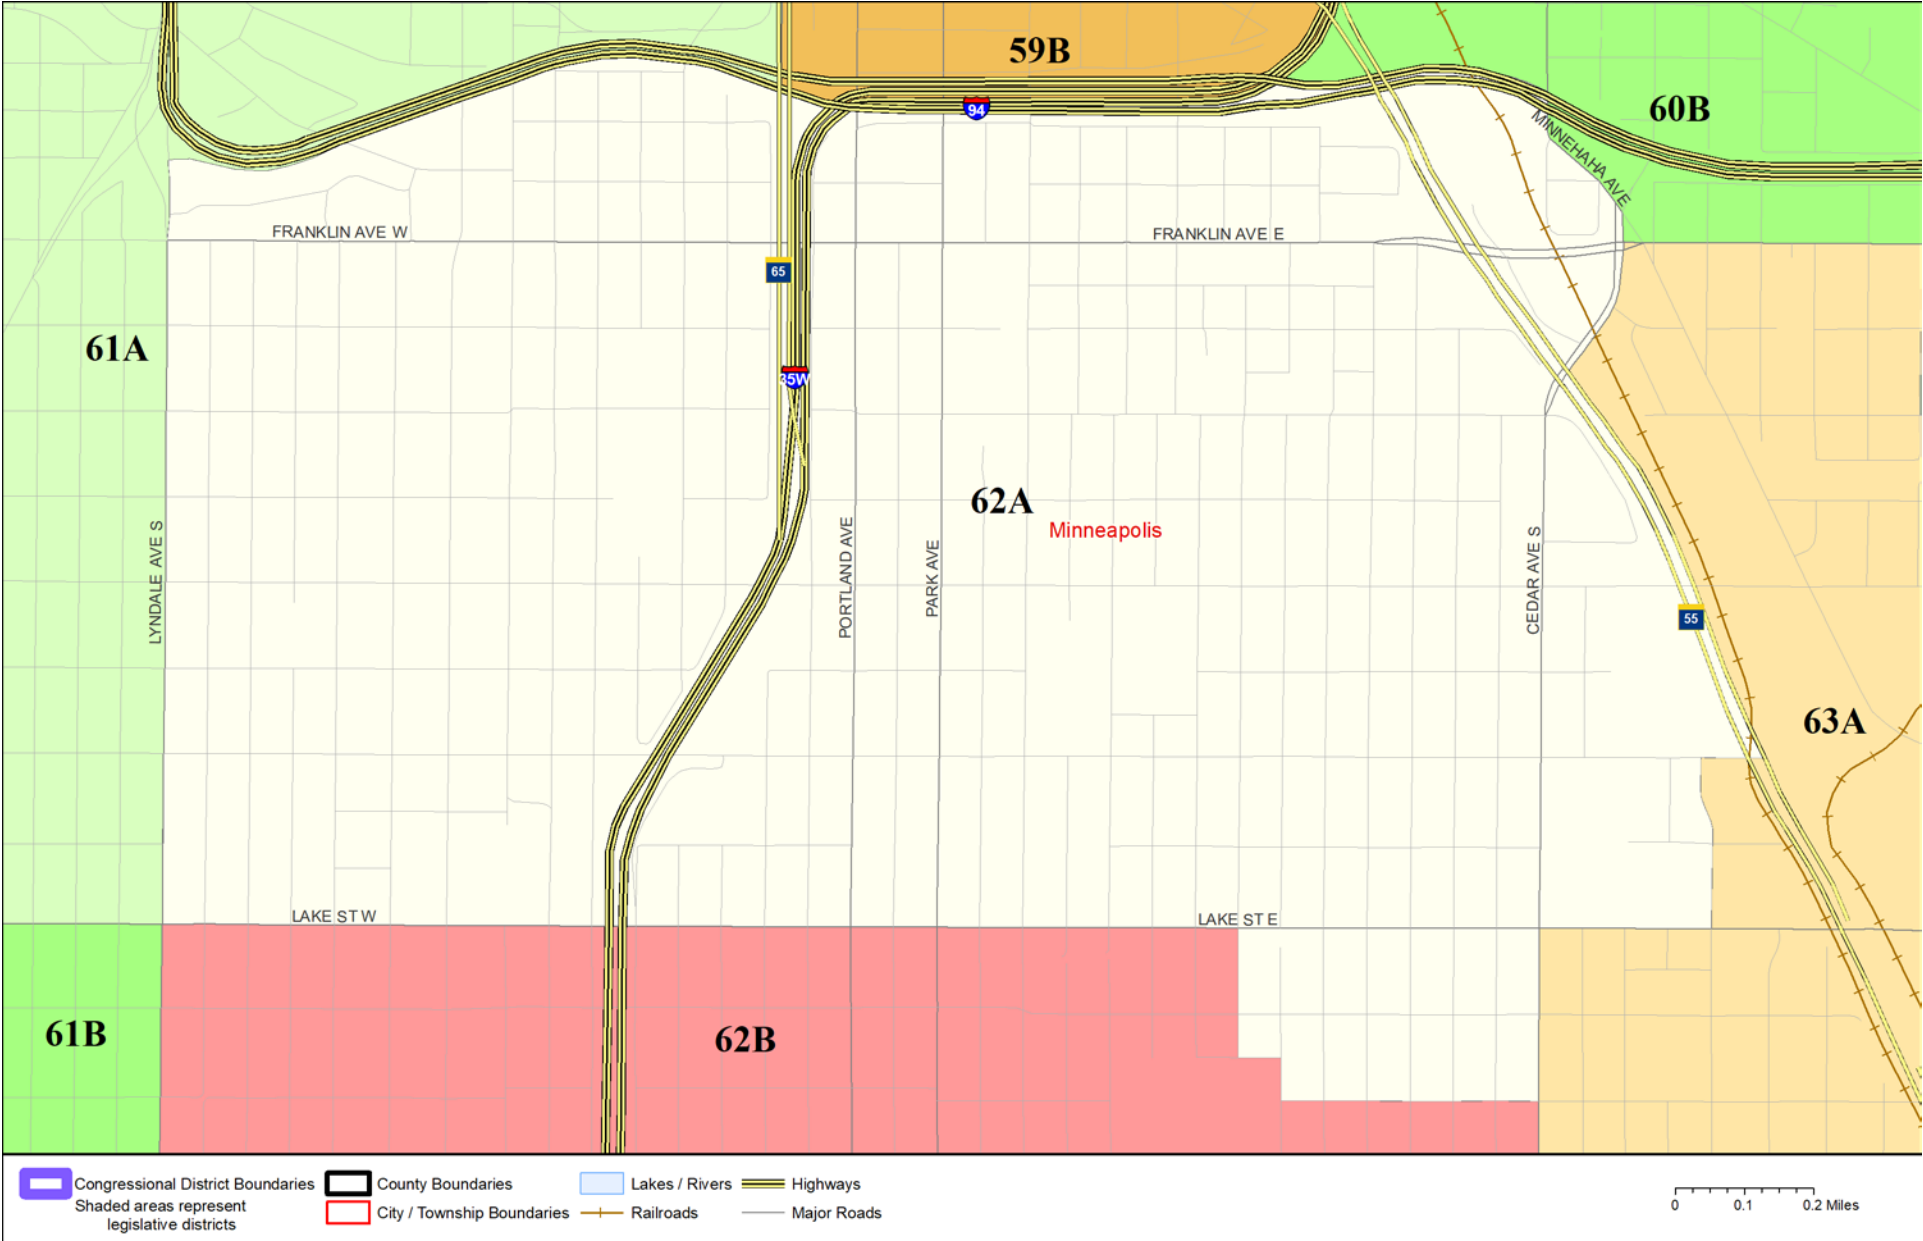 59B
94
60B
MINNEHAHA AVE
FRANKLIN AVE W
FRANKLIN AVE E
65
61A
35W
62A
Minneapolis
LYNDALE AVE S
PORTLAND AVE
PARK AVE
CEDAR AVE S
55
63A
LAKE ST W
LAKE ST E
61B
62B
Congressional District Boundaries
Shaded areas represent
legislative districts
County Boundaries
City / Township Boundaries
Lakes / Rivers
Railroads
Highways
Major Roads
0 0.1 0.2 Miles